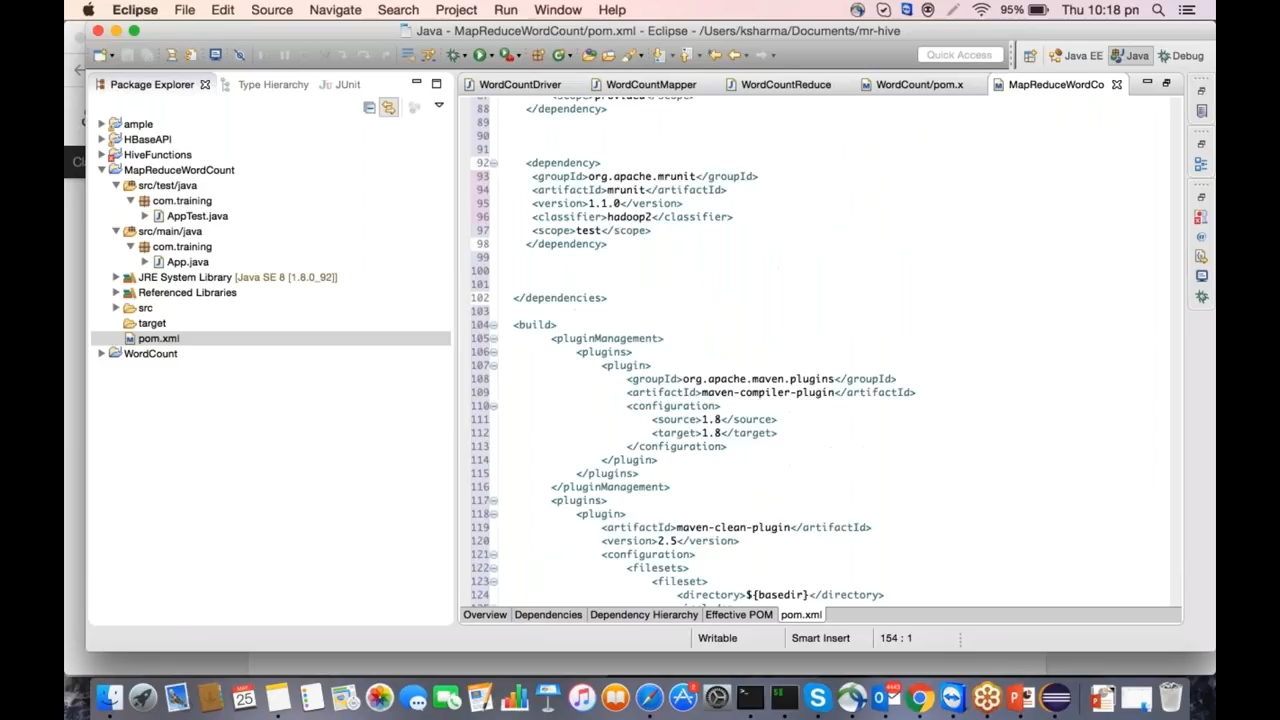 Eclipse File Edit Source Navigate Search Project Run Window Help 95% Thu 10:18 pm
Java - MapReduceWordCount/pom.xml - Eclipse - /Users/ksharma/Documents/mr-hive
Quick Access Java EE Java Debug
Package Explorer Type Hierarchy JUnit
WordCountDriver WordCountMapper WordCountReduce WordCount/pom.x MapReduceWordCo
ample
HBaseAPI
HiveFunctions
MapReduceWordCount
src/test/java
com.training
AppTest.java
src/main/java
com.training
App.java
JRE System Library [Java SE 8 [1.8.0_92]]
Referenced Libraries
src
target
pom.xml
WordCount
87 <scope>provided</scope>
88 </dependency>
89
90
91
92 <dependency>
93 <groupId>org.apache.mrunit</groupId>
94 <artifactId>mrunit</artifactId>
95 <version>1.1.0</version>
96 <classifier>hadoop2</classifier>
97 <scope>test</scope>
98 </dependency>
99
100
101
102 </dependencies>
103
104 <build>
105 <pluginManagement>
106 <plugins>
107 <plugin>
108 <groupId>org.apache.maven.plugins</groupId>
109 <artifactId>maven-compiler-plugin</artifactId>
110 <configuration>
111 <source>1.8</source>
112 <target>1.8</target>
113 </configuration>
114 </plugin>
115 </plugins>
116 </pluginManagement>
117 <plugins>
118 <plugin>
119 <artifactId>maven-clean-plugin</artifactId>
120 <version>2.5</version>
121 <configuration>
122 <filesets>
123 <fileset>
124 <directory>${basedir}</directory>
Overview Dependencies Dependency Hierarchy Effective POM pom.xml
Writable Smart Insert 154 : 1